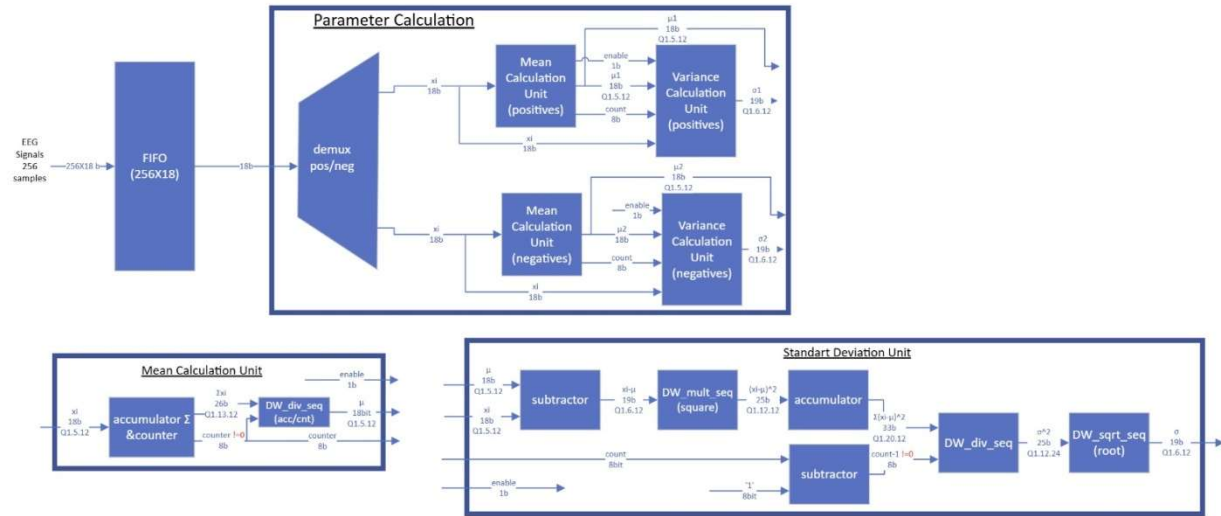 Parameter Calculation
EEG
Signals
256
samples
256X18 b
FIFO
(256X18)
18b
demux
pos/neg
xi
18b
Mean
Calculation
Unit
(positives)
enable
1b
μ1
18b
Q1.5.12
count
8b
xi
18b
μ1
18b
Q1.5.12
Variance
Calculation
Unit
(positives)
σ1
19b
Q1.6.12
xi
18b
Mean
Calculation
Unit
(negatives)
μ2
18b
Q1.5.12
enable
1b
μ2
18b
count
8b
xi
18b
Variance
Calculation
Unit
(negatives)
σ2
19b
Q1.6.12
Mean Calculation Unit
enable
1b
xi
18b
Q1.5.12
accumulator Σ
&counter
Σxi
26b
Q1.13.12
counter !=0
8b
DW_div_seq
(acc/cnt)
μ
18bit
Q1.5.12
counter
8b
Standart Deviation Unit
μ
18b
Q1.5.12
xi
18b
Q1.5.12
subtractor
xi-μ
19b
Q1.6.12
DW_mult_seq
(square)
(xi-μ)^2
25b
Q1.12.12
accumulator
Σ(xi-μ)^2
33b
Q1.20.12
count
8bit
enable
1b
'1'
8bit
subtractor
count-1 !=0
8b
DW_div_seq
σ^2
25b
Q1.12.24
DW_sqrt_seq
(root)
σ
19b
Q1.6.12